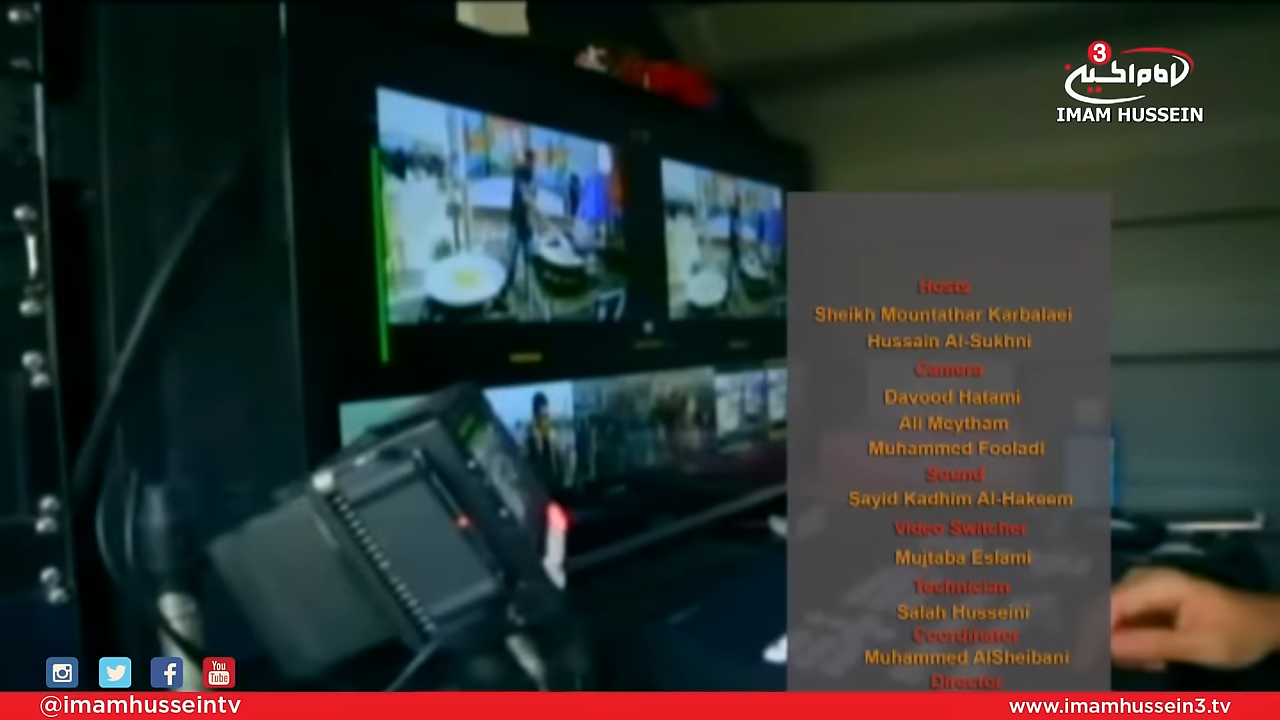 3
الإمام الحسين
IMAM HUSSEIN
Hosts
Sheikh Mountathar Karbalaei
Hussain Al-Sukhni
Camera
Davood Hatami
Ali Meytham
Muhammed Fooladi
Sound
Sayid Kadhim Al-Hakeem
Video Switcher
Mujtaba Eslami
Technician
Salah Husseini
Coordinator
Muhammed AlSheibani
Director
You
Tube
@imamhusseintv
www.imamhussein3.tv